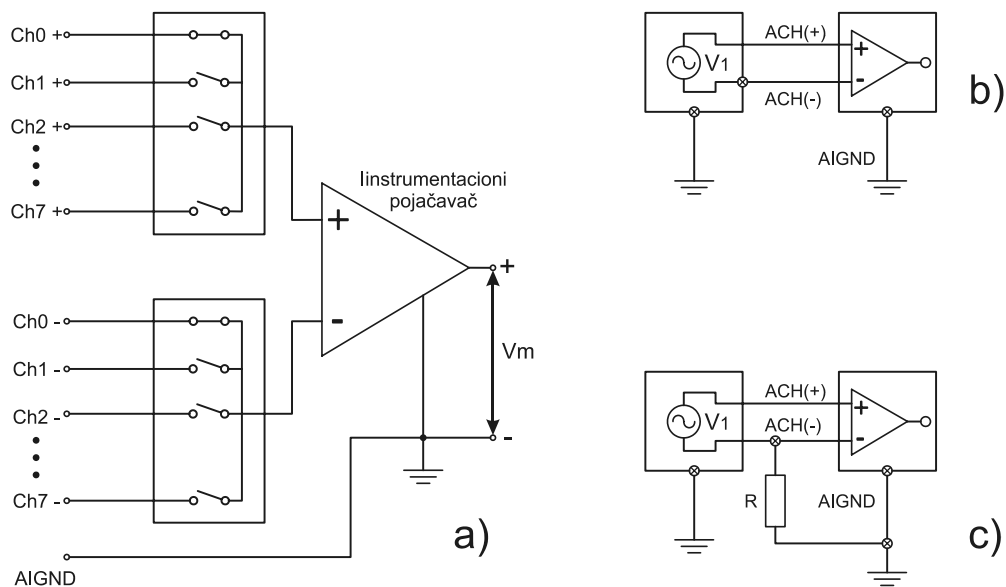 Ch0 +
Ch1 +
Ch2 +
Ch7 +
Iinstrumentacioni
pojačavač
+
-
+
Vm
-
Ch0 -
Ch1 -
Ch2 -
Ch7 -
AIGND
a)
V1
ACH(+)
ACH(-)
+
-
AIGND
b)
V1
ACH(+)
ACH(-)
+
-
R
AIGND
c)